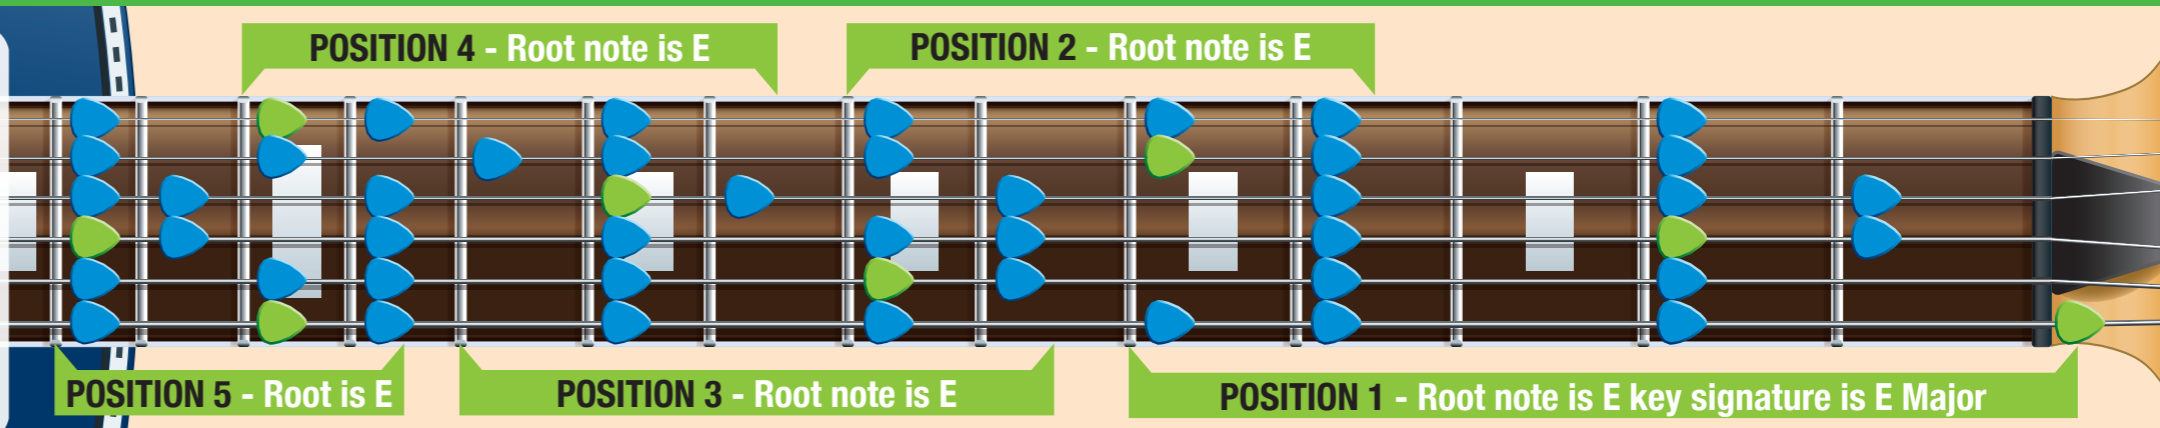 POSITION 4 - Root note is E
POSITION 2 - Root note is E
POSITION 5 - Root is E
POSITION 3 - Root note is E
POSITION 1 - Root note is E key signature is E Major